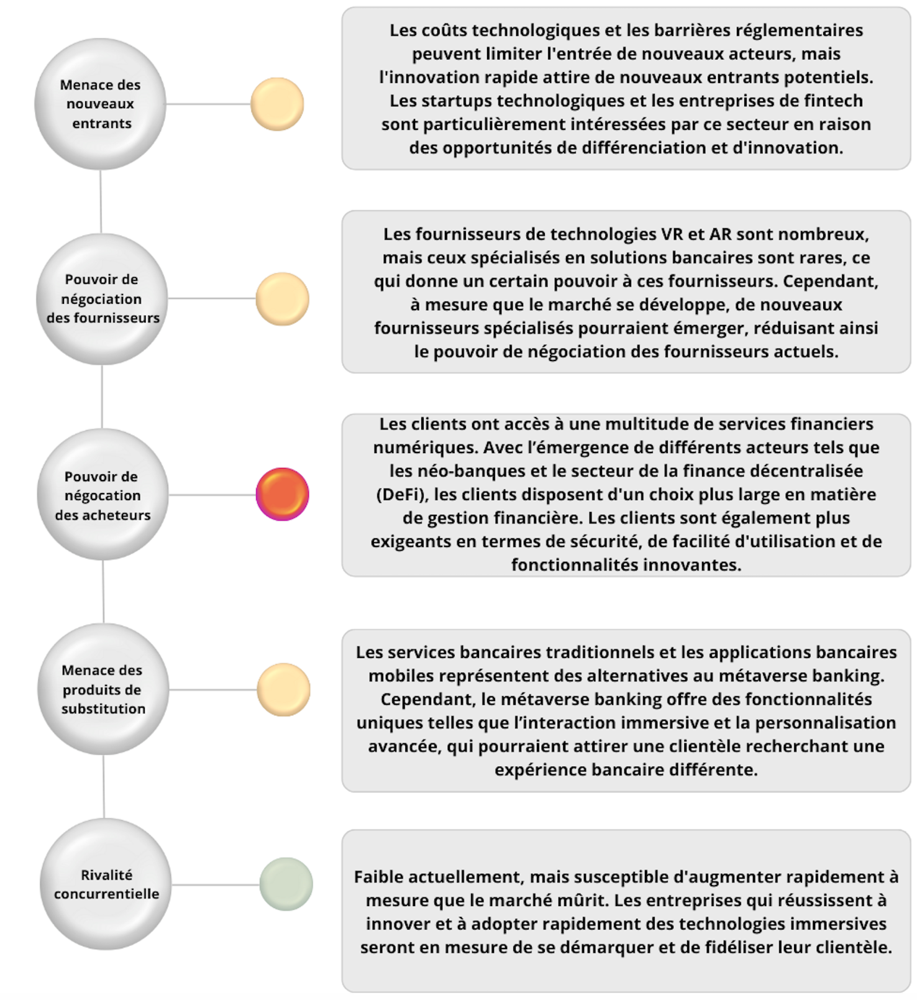 Menace des
nouveaux
entrants
Les coûts technologiques et les barrières réglementaires
peuvent limiter l'entrée de nouveaux acteurs, mais
l'innovation rapide attire de nouveaux entrants potentiels.
Les startups technologiques et les entreprises de fintech
sont particulièrement intéressées par ce secteur en raison
des opportunités de différenciation et d'innovation.
Pouvoir de
négociation
des fournisseurs
Les fournisseurs de technologies VR et AR sont nombreux,
mais ceux spécialisés en solutions bancaires sont rares, ce
qui donne un certain pouvoir à ces fournisseurs. Cependant,
à mesure que le marché se développe, de nouveaux
fournisseurs spécialisés pourraient émerger, réduisant ainsi
le pouvoir de négociation des fournisseurs actuels.
Pouvoir de
négocation
des acheteurs
Les clients ont accès à une multitude de services financiers
numériques. Avec l’émergence de différents acteurs tels que
les néo-banques et le secteur de la finance décentralisée
(DeFi), les clients disposent d'un choix plus large en matière
de gestion financière. Les clients sont également plus
exigeants en termes de sécurité, de facilité d'utilisation et de
fonctionnalités innovantes.
Menace des
produits de
substitution
Les services bancaires traditionnels et les applications bancaires
mobiles représentent des alternatives au métaverse banking.
Cependant, le métaverse banking offre des fonctionnalités
uniques telles que l’interaction immersive et la personnalisation
avancée, qui pourraient attirer une clientèle recherchant une
expérience bancaire différente.
Rivalité
concurrentielle
Faible actuellement, mais susceptible d'augmenter rapidement à
mesure que le marché mûrit. Les entreprises qui réussissent à
innover et à adopter rapidement des technologies immersives
seront en mesure de se démarquer et de fidéliser leur clientèle.